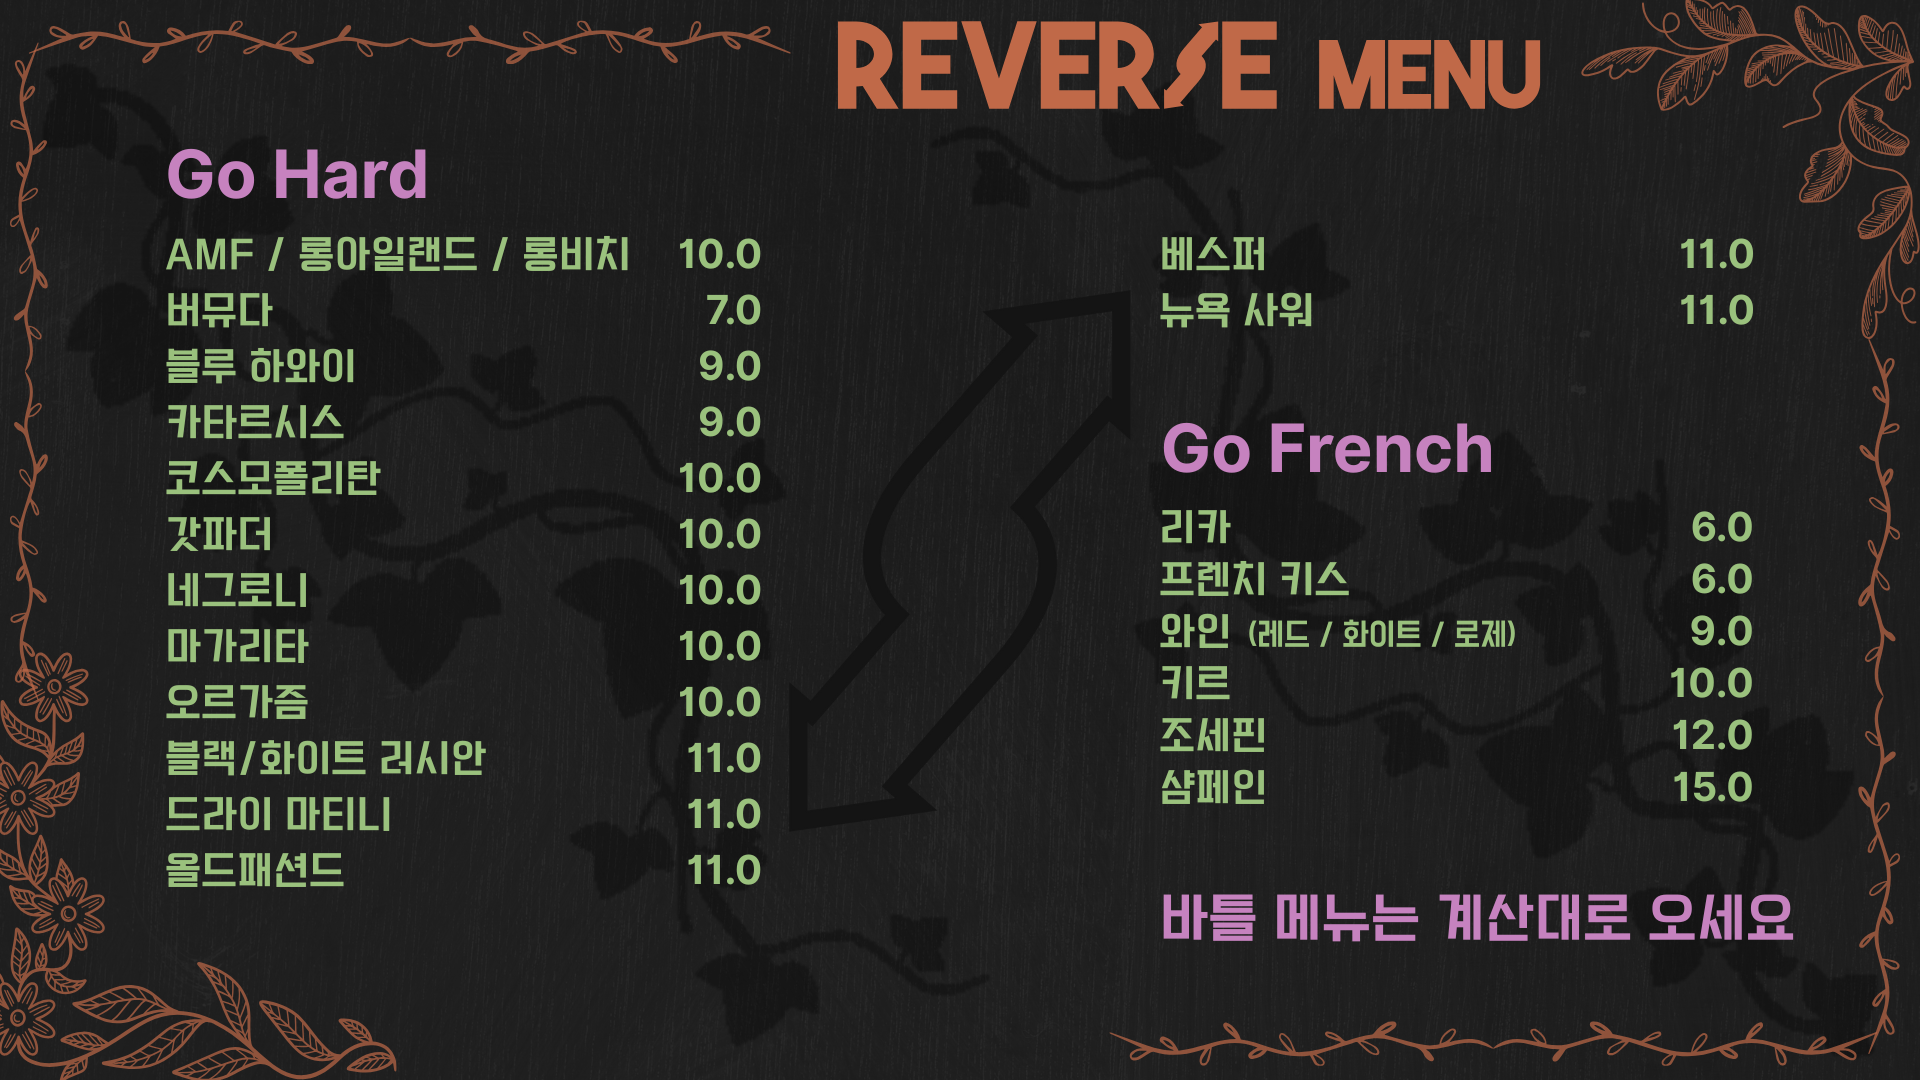 REVERSE MENU
Go Hard
AMF / 롱아일랜드 / 롱비치 10.0
버뮤다 7.0
블루 하와이 9.0
카타르시스 9.0
코스모폴리탄 10.0
갓파더 10.0
네그로니 10.0
마가리타 10.0
오르가즘 10.0
블랙/화이트 러시안 11.0
드라이 마티니 11.0
올드패션드 11.0
베스퍼 11.0
뉴욕 사워 11.0
Go French
리카 6.0
프렌치 키스 6.0
와인 (레드 / 화이트 / 로제) 9.0
키르 10.0
조세핀 12.0
샴페인 15.0
바틀 메뉴는 계산대로 오세요